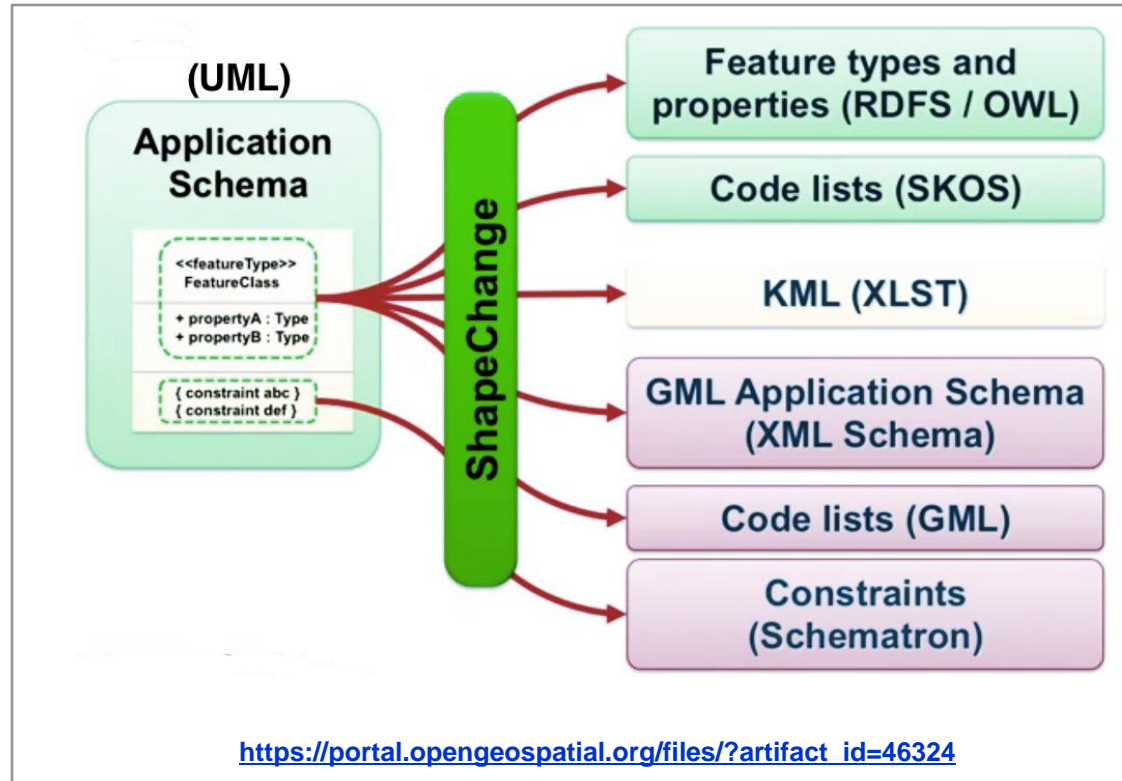 (UML)
Application
Schema
<<featureType>>
FeatureClass
+ propertyA : Type
+ propertyB : Type
{ constraint abc }
{ constraint def }
ShapeChange
Feature types and
properties (RDFS / OWL)
Code lists (SKOS)
KML (XLST)
GML Application Schema
(XML Schema)
Code lists (GML)
Constraints
(Schematron)
https://portal.opengeospatial.org/files/?artifact_id=46324